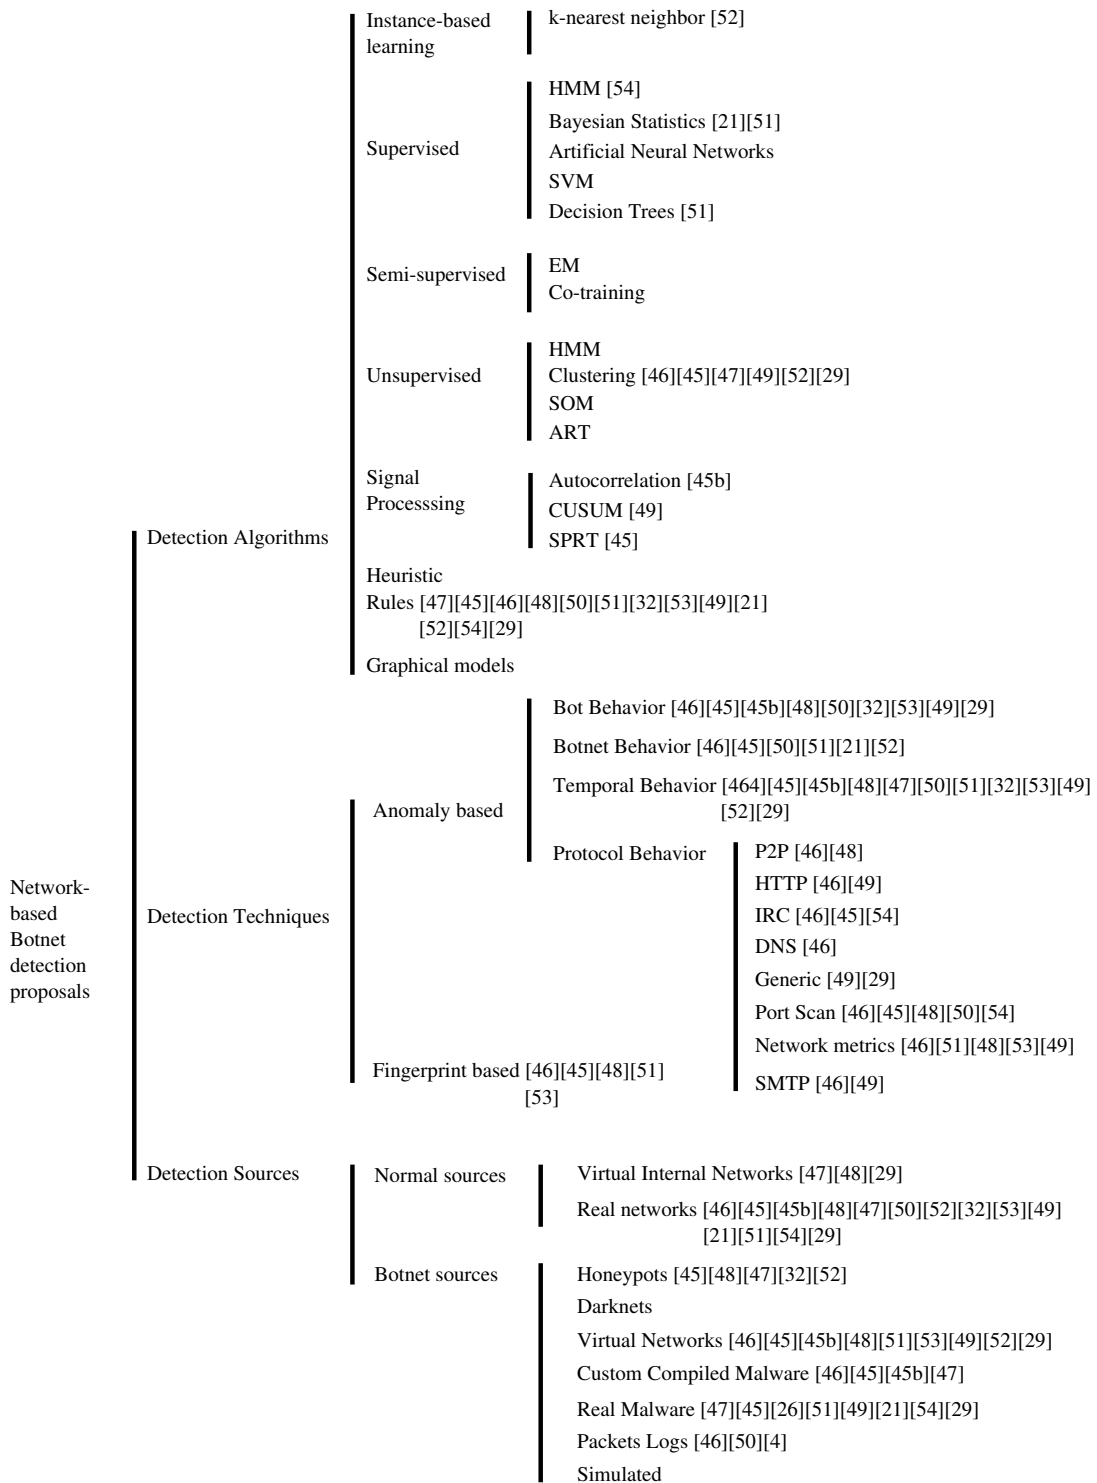 Instance-based
learning
k-nearest neighbor [52]
Supervised
HMM [54]
Bayesian Statistics [21][51]
Artificial Neural Networks
SVM
Decision Trees [51]
Semi-supervised
EM
Co-training
Unsupervised
HMM
Clustering [46][45][47][49][52][29]
SOM
ART
Signal
Processsing
Autocorrelation [45b]
CUSUM [49]
SPRT [45]
Detection Algorithms
Heuristic
Rules [47][45][46][48][50][51][32][53][49][21]
[52][54][29]
Graphical models
Bot Behavior [46][45][45b][48][50][32][53][49][29]
Botnet Behavior [46][45][50][51][21][52]
Temporal Behavior [464][45][45b][48][47][50][51][32][53][49]
[52][29]
Anomaly based
Protocol Behavior
P2P [46][48]
HTTP [46][49]
IRC [46][45][54]
DNS [46]
Generic [49][29]
Port Scan [46][45][48][50][54]
Network metrics [46][51][48][53][49]
SMTP [46][49]
Network-
based
Botnet
detection
proposals
Detection Techniques
Fingerprint based [46][45][48][51]
[53]
Detection Sources
Normal sources
Virtual Internal Networks [47][48][29]
Real networks [46][45][45b][48][47][50][52][32][53][49]
[21][51][54][29]
Botnet sources
Honeypots [45][48][47][32][52]
Darknets
Virtual Networks [46][45][45b][48][51][53][49][52][29]
Custom Compiled Malware [46][45][45b][47]
Real Malware [47][45][26][51][49][21][54][29]
Packets Logs [46][50][4]
Simulated